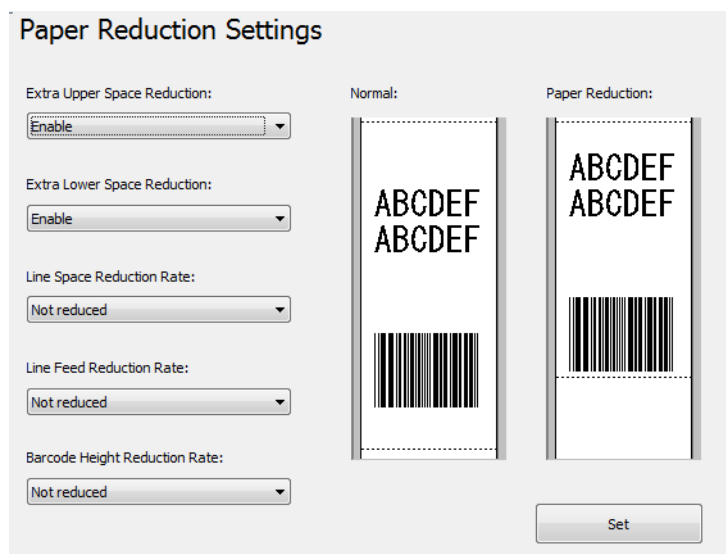 Paper Reduction Settings
Extra Upper Space Reduction:
Enable
Extra Lower Space Reduction:
Enable
Line Space Reduction Rate:
Not reduced
Line Feed Reduction Rate:
Not reduced
Barcode Height Reduction Rate:
Not reduced
Normal:
ABCDEF
ABCDEF
Paper Reduction:
ABCDEF
ABCDEF
Set